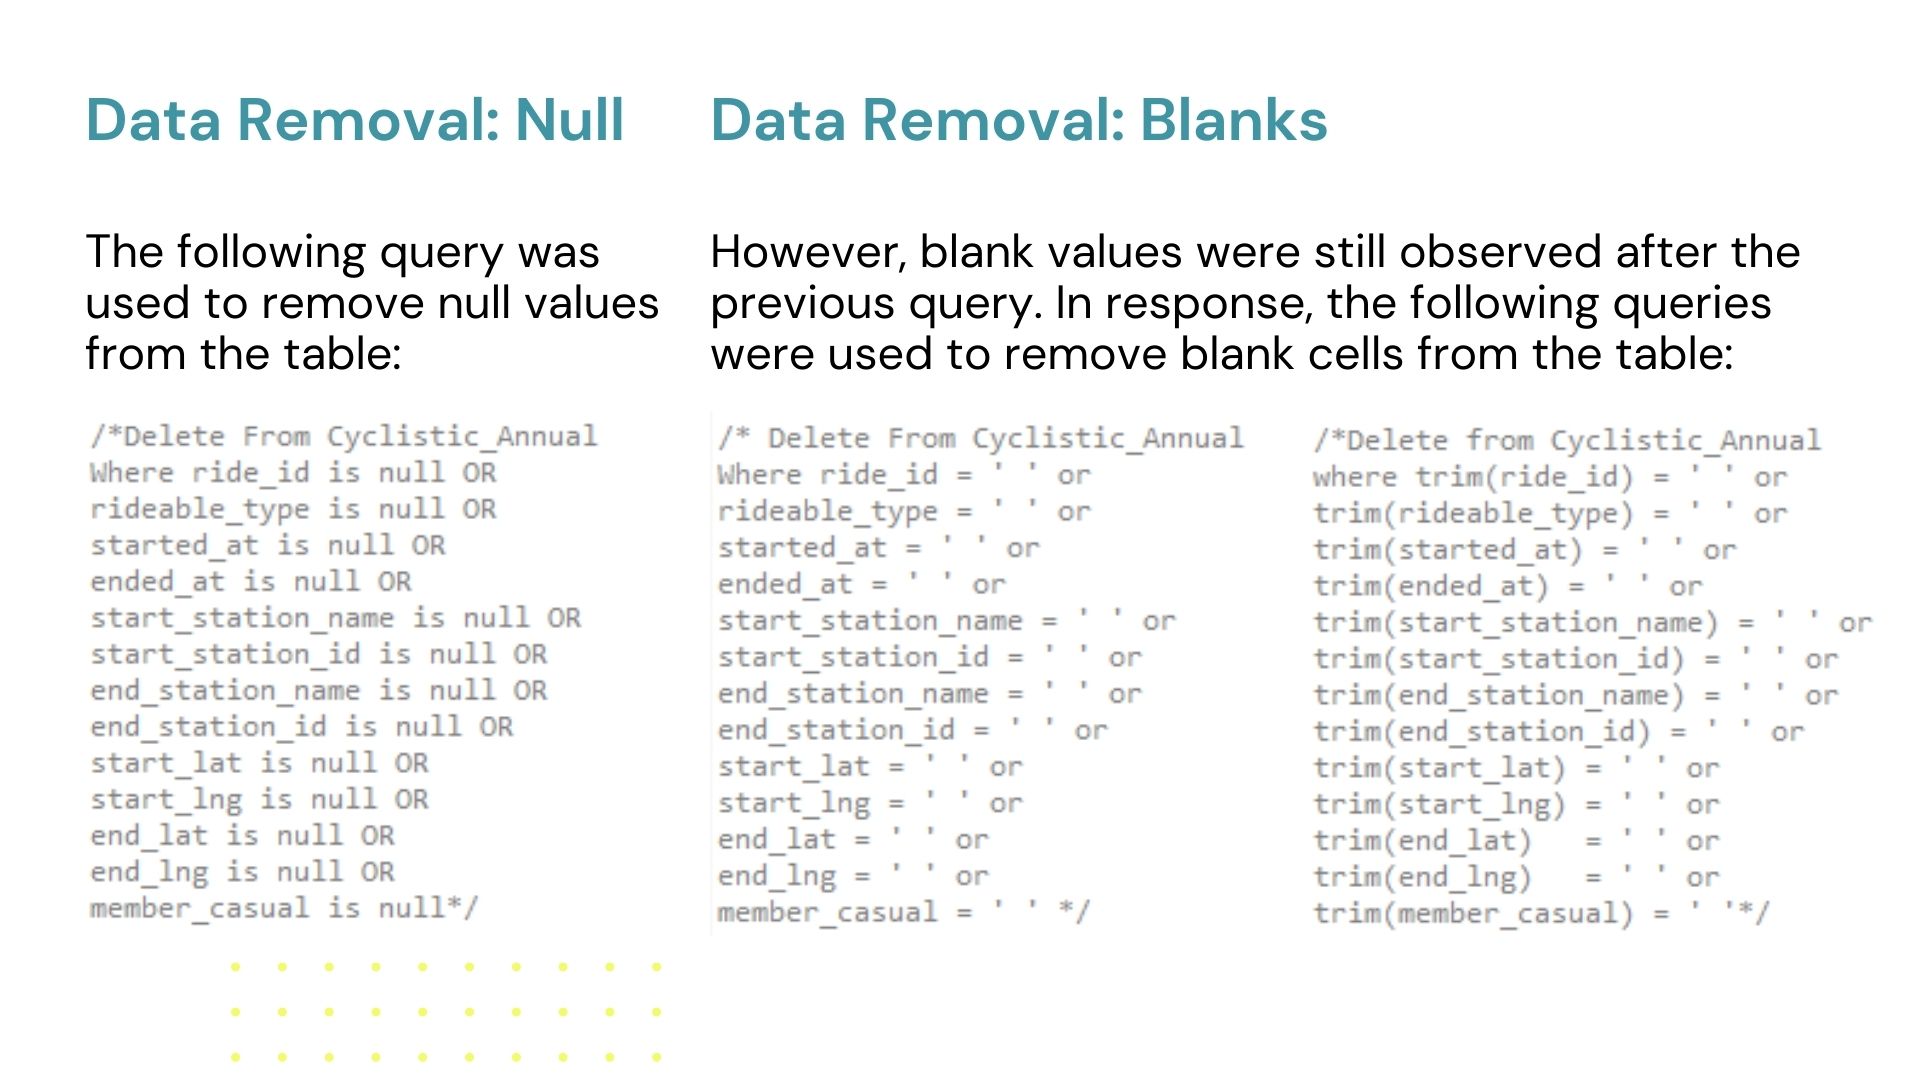 Data Removal: Null
The following query was
used to remove null values
from the table:
/*Delete From Cyclistic_Annual
Where ride_id is null OR
rideable_type is null OR
started_at is null OR
ended_at is null OR
start_station_name is null OR
start_station_id is null OR
end_station_name is null OR
end_station_id is null OR
start_lat is null OR
start_lng is null OR
end_lat is null OR
end_lng is null OR
member_casual is null*/
Data Removal: Blanks
However, blank values were still observed after the
previous query. In response, the following queries
were used to remove blank cells from the table:
/* Delete From Cyclistic_Annual
Where ride_id = ' ' or
rideable_type = ' ' or
started_at = ' ' or
ended_at = ' ' or
start_station_name = ' ' or
start_station_id = ' ' or
end_station_name = ' ' or
end_station_id = ' ' or
start_lat = ' ' or
start_lng = ' ' or
end_lat = ' ' or
end_lng = ' ' or
member_casual = ' ' */
/*Delete from Cyclistic_Annual
where trim(ride_id) = ' ' or
trim(rideable_type) = ' ' or
trim(started_at) = ' ' or
trim(ended_at) = ' ' or
trim(start_station_name) = ' ' or
trim(start_station_id) = ' ' or
trim(end_station_name) = ' ' or
trim(end_station_id) = ' ' or
trim(start_lat) = ' ' or
trim(start_lng) = ' ' or
trim(end_lat)   = ' ' or
trim(end_lng)   = ' ' or
trim(member_casual) = ' '*/